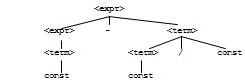 <expr>
<expr> - <term>
<term> <term> / const
const const